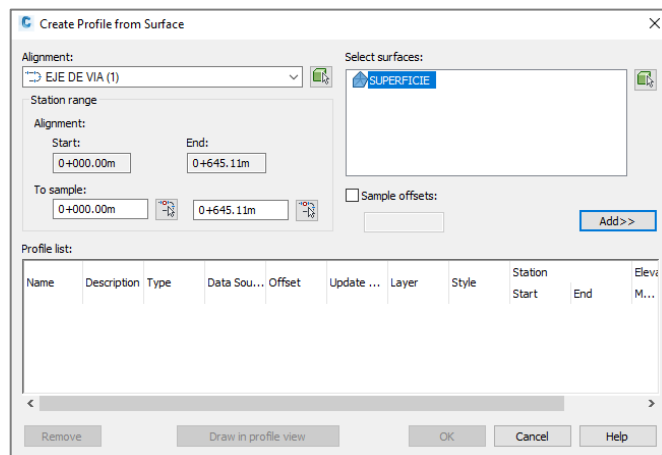 Create Profile from Surface
Alignment:
EJE DE VIA (1)
Select surfaces:
SUPERFICIE
Station range
Alignment:
Start:
End:
0+000.00m
0+645.11m
To sample:
0+000.00m
0+645.11m
Sample offsets:
Add>>
Profile list:
Name
Description
Type
Data Sou...
Offset
Update ...
Layer
Style
Station
Start
End
Eleva
M...
Remove
Draw in profile view
OK
Cancel
Help